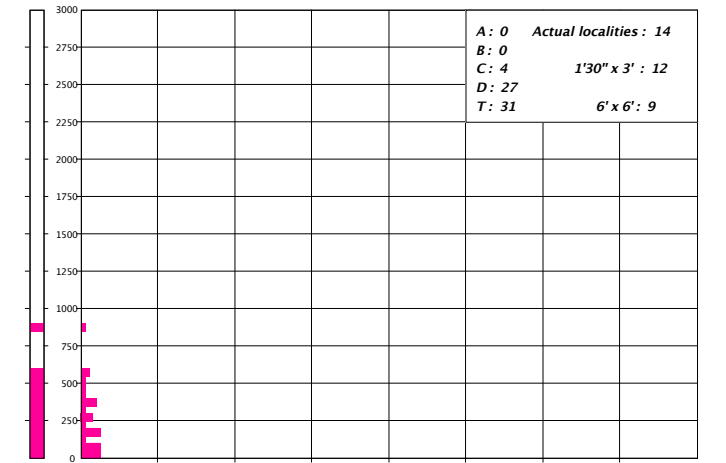 3000
A : 0 Actual localities : 14
2750
B : 0
C : 4 1'30" x 3' : 12
2500
D : 27
T : 31 6' x 6' : 9
2250
2000
1750
1500
1250
1000
750
500
250
0